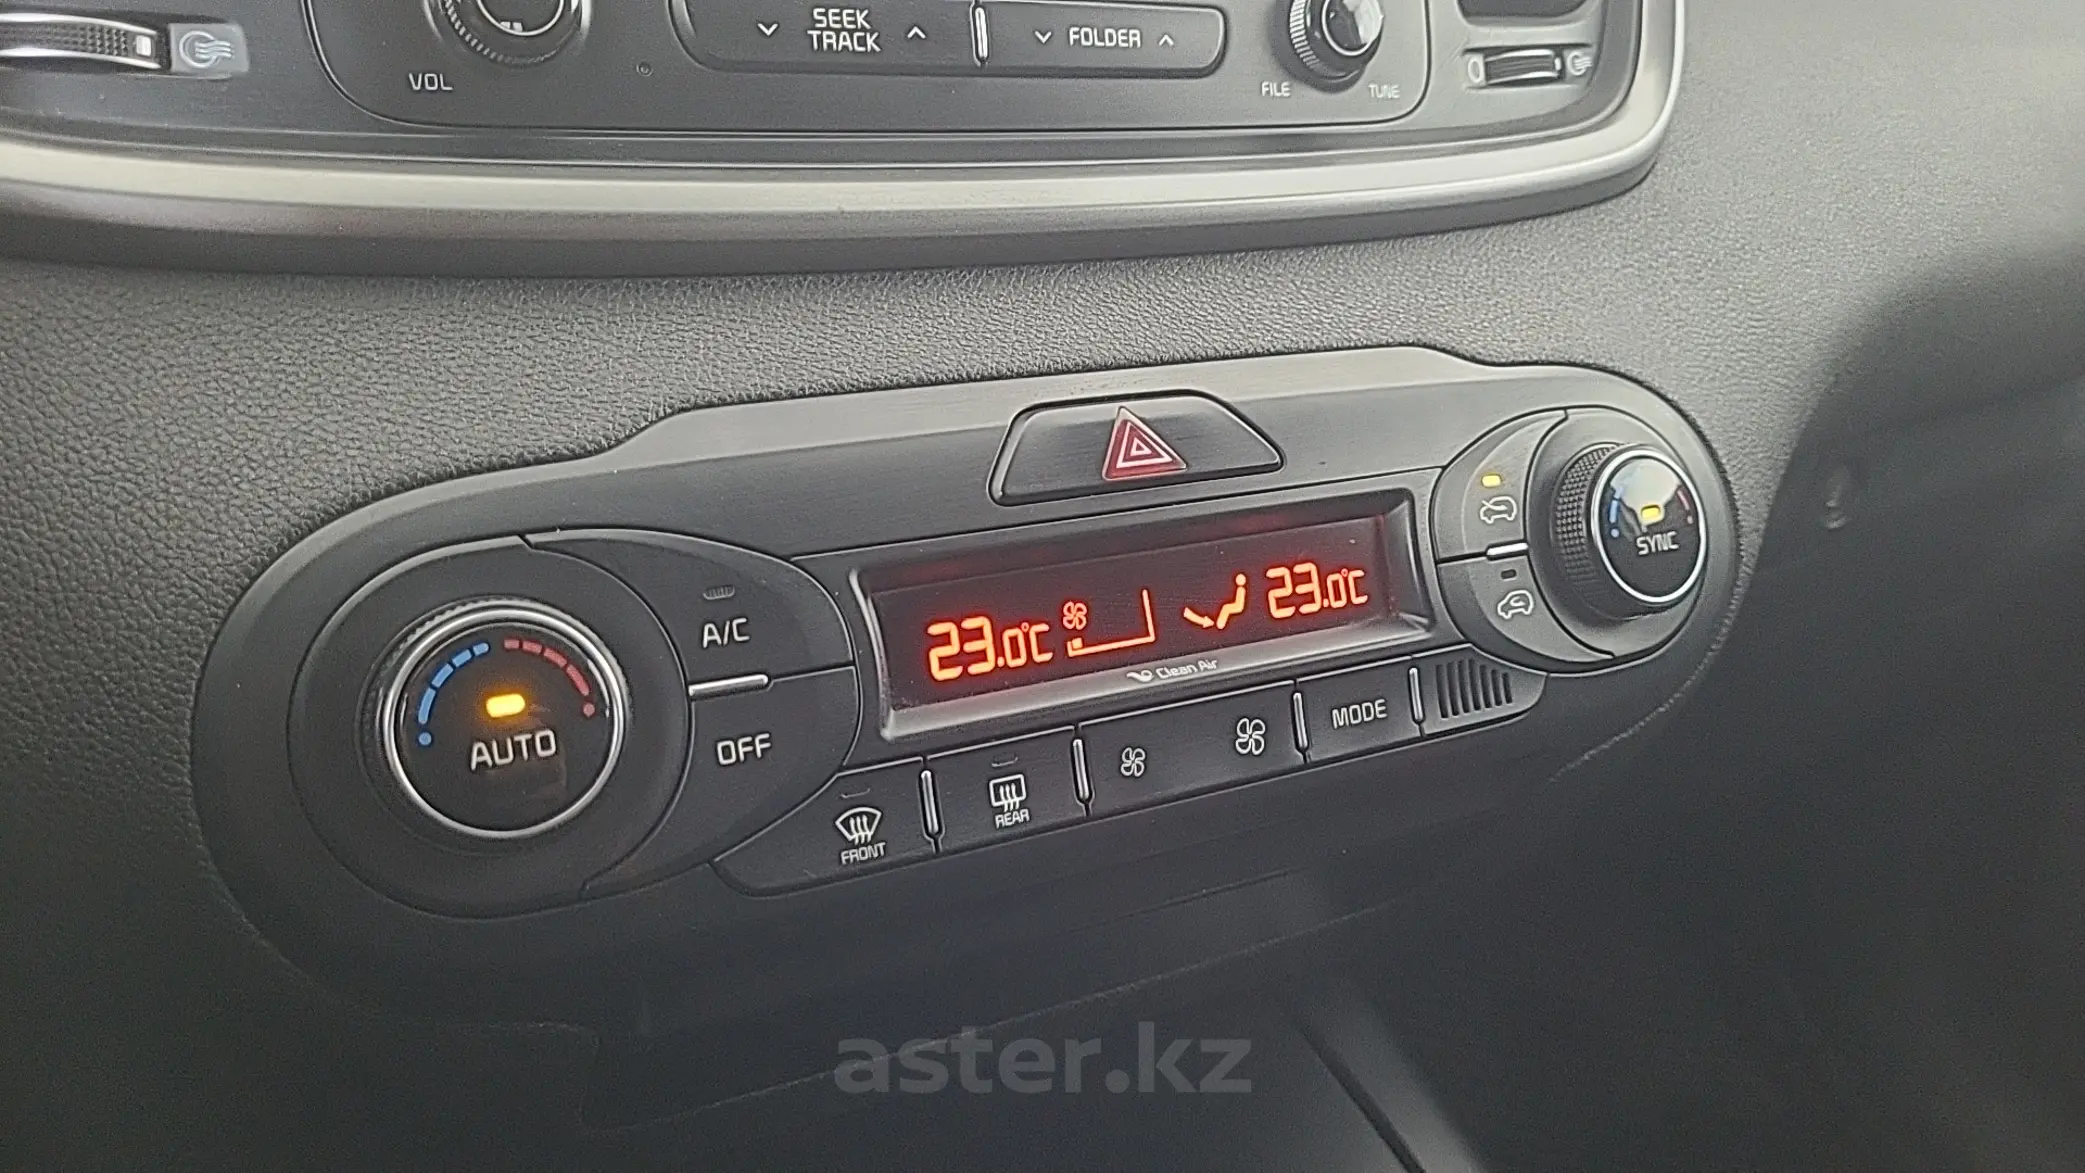 SEEK
TRACK
FOLDER
VOL
FILE
TUNE
SYNC
A/C
23.0°C
23.0°C
Clean Air
AUTO
OFF
MODE
REAR
FRONT
aster.kz